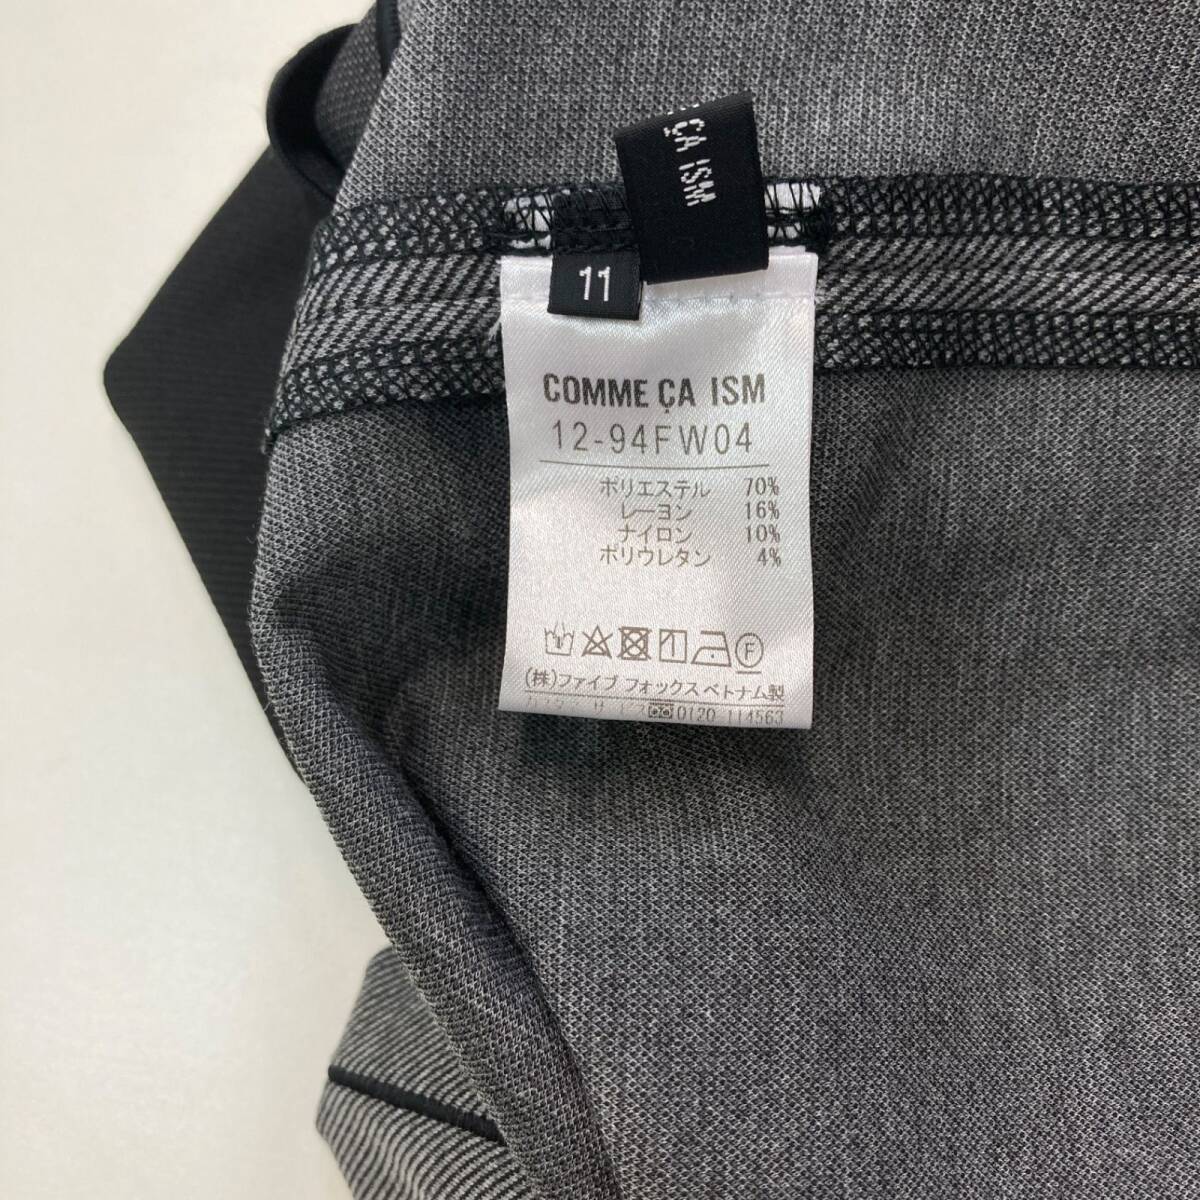 ÇA ISM
11
COMME ÇA ISM
12-94FW04
ポリエステル 70%
レーヨン 16%
ナイロン 10%
ポリウレタン 4%
F
(株)ファイブ フォックス ベトナム製
0120 114563